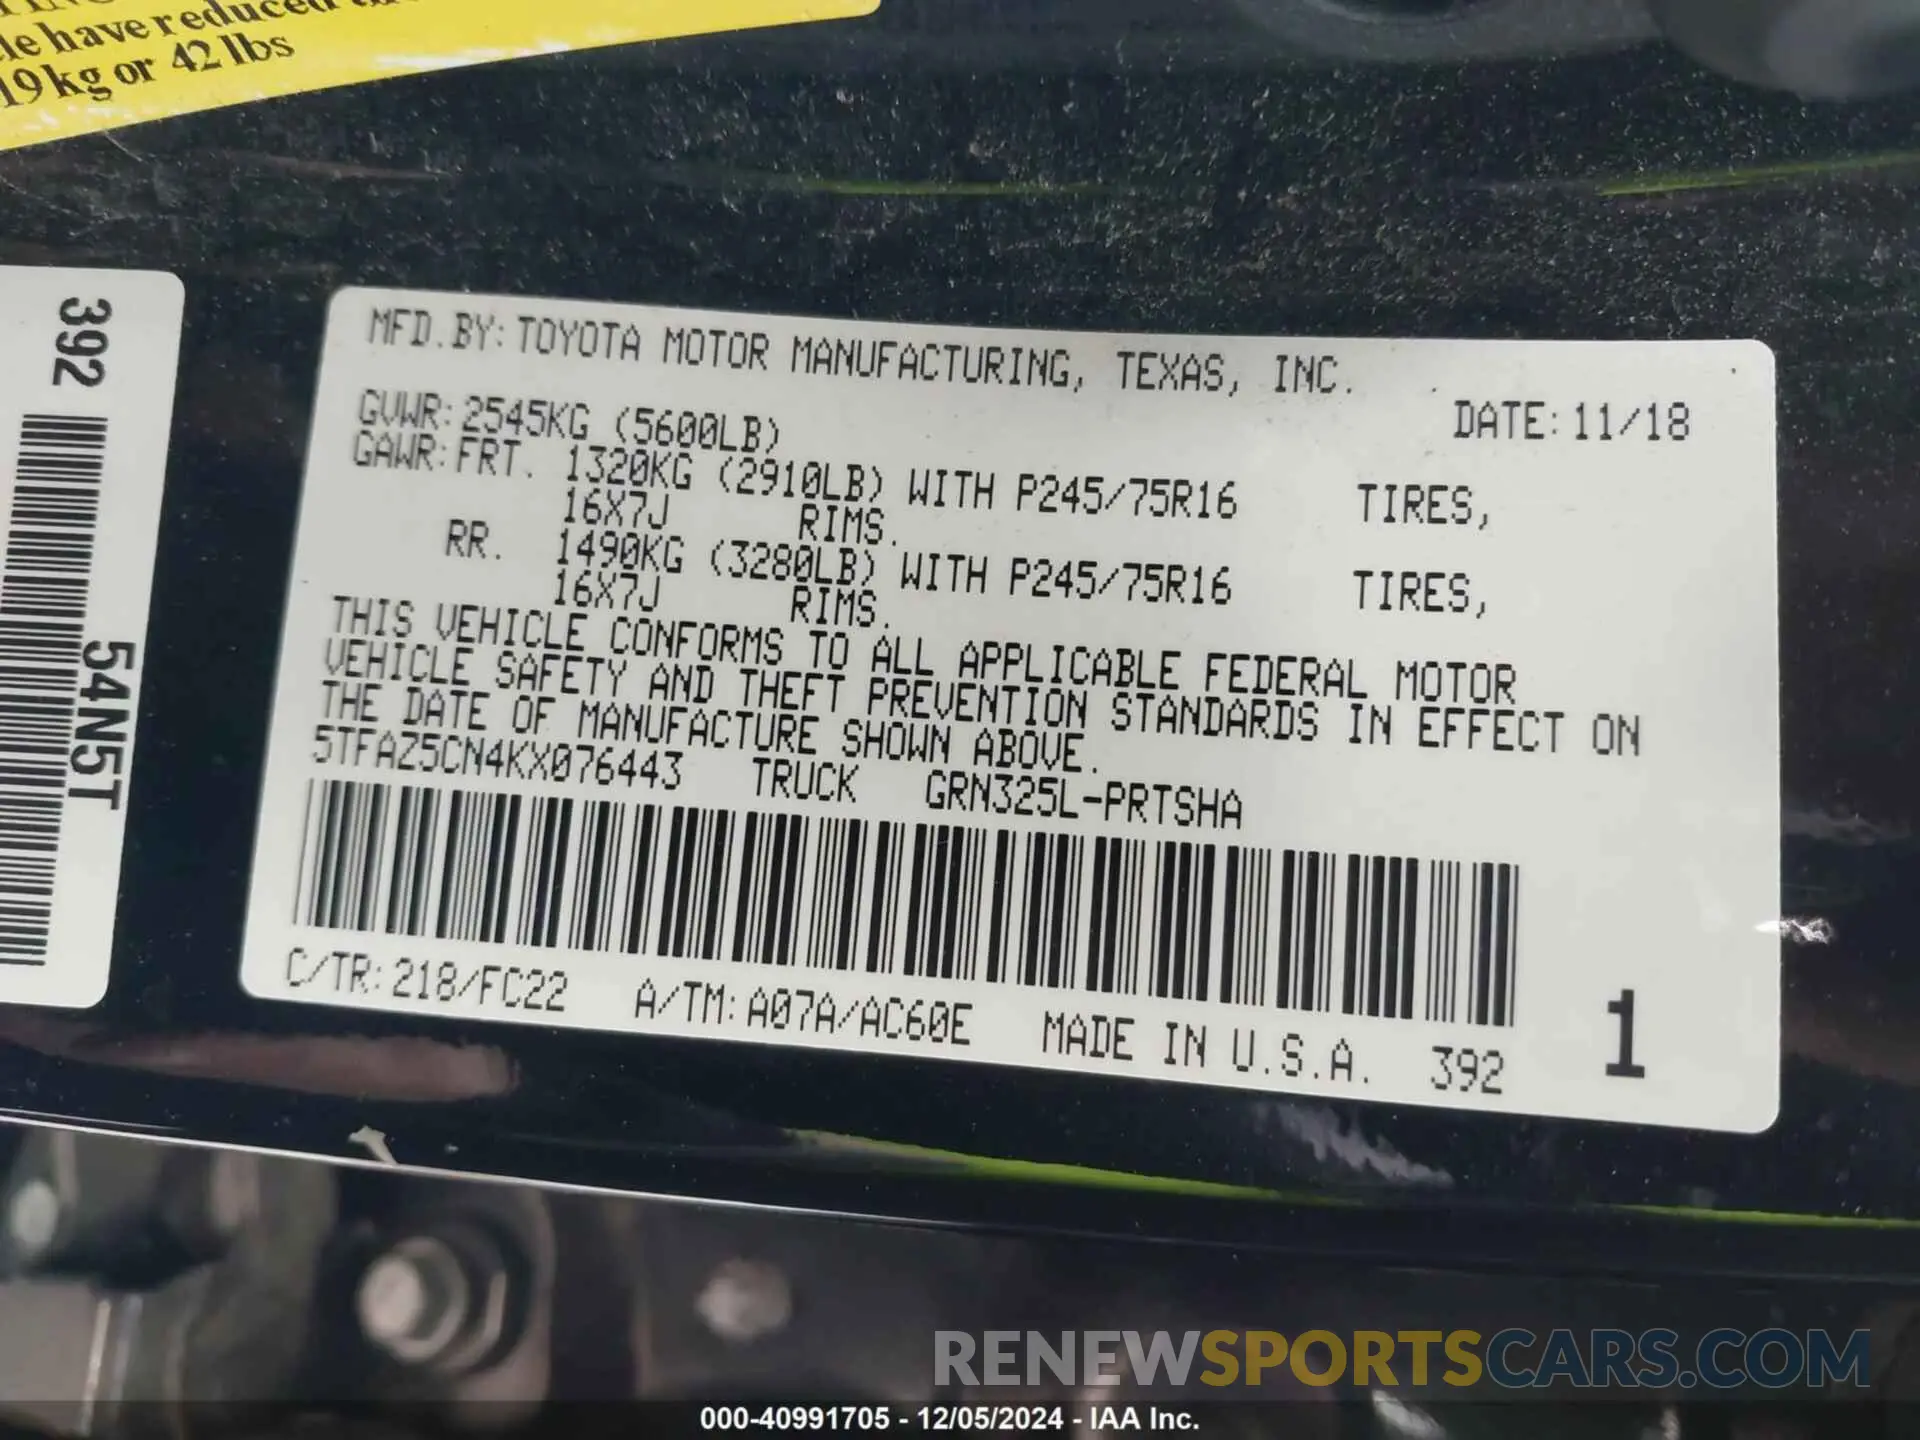 le have reduced
19kg or 42 lbs
392
54N5T
MFD.BY:TOYOTA MOTOR MANUFACTURING, TEXAS, INC.
DATE:11/18
GVWR:2545KG (5600LB)
GAWR:FRT. 1320KG (2910LB) WITH P245/75R16 TIRES,
16X7J RIMS.
RR. 1490KG (3280LB) WITH P245/75R16 TIRES,
16X7J RIMS.
THIS VEHICLE CONFORMS TO ALL APPLICABLE FEDERAL MOTOR
VEHICLE SAFETY AND THEFT PREVENTION STANDARDS IN EFFECT ON
THE DATE OF MANUFACTURE SHOWN ABOVE.
5TFAZ5CN4KX076443 TRUCK GRN325L-PRTSHA
C/TR:218/FC22 A/TM:A07A/AC60E MADE IN U.S.A. 392
1
RENEWSPORTSCARS.COM
000-40991705 - 12/05/2024 - IAA Inc.